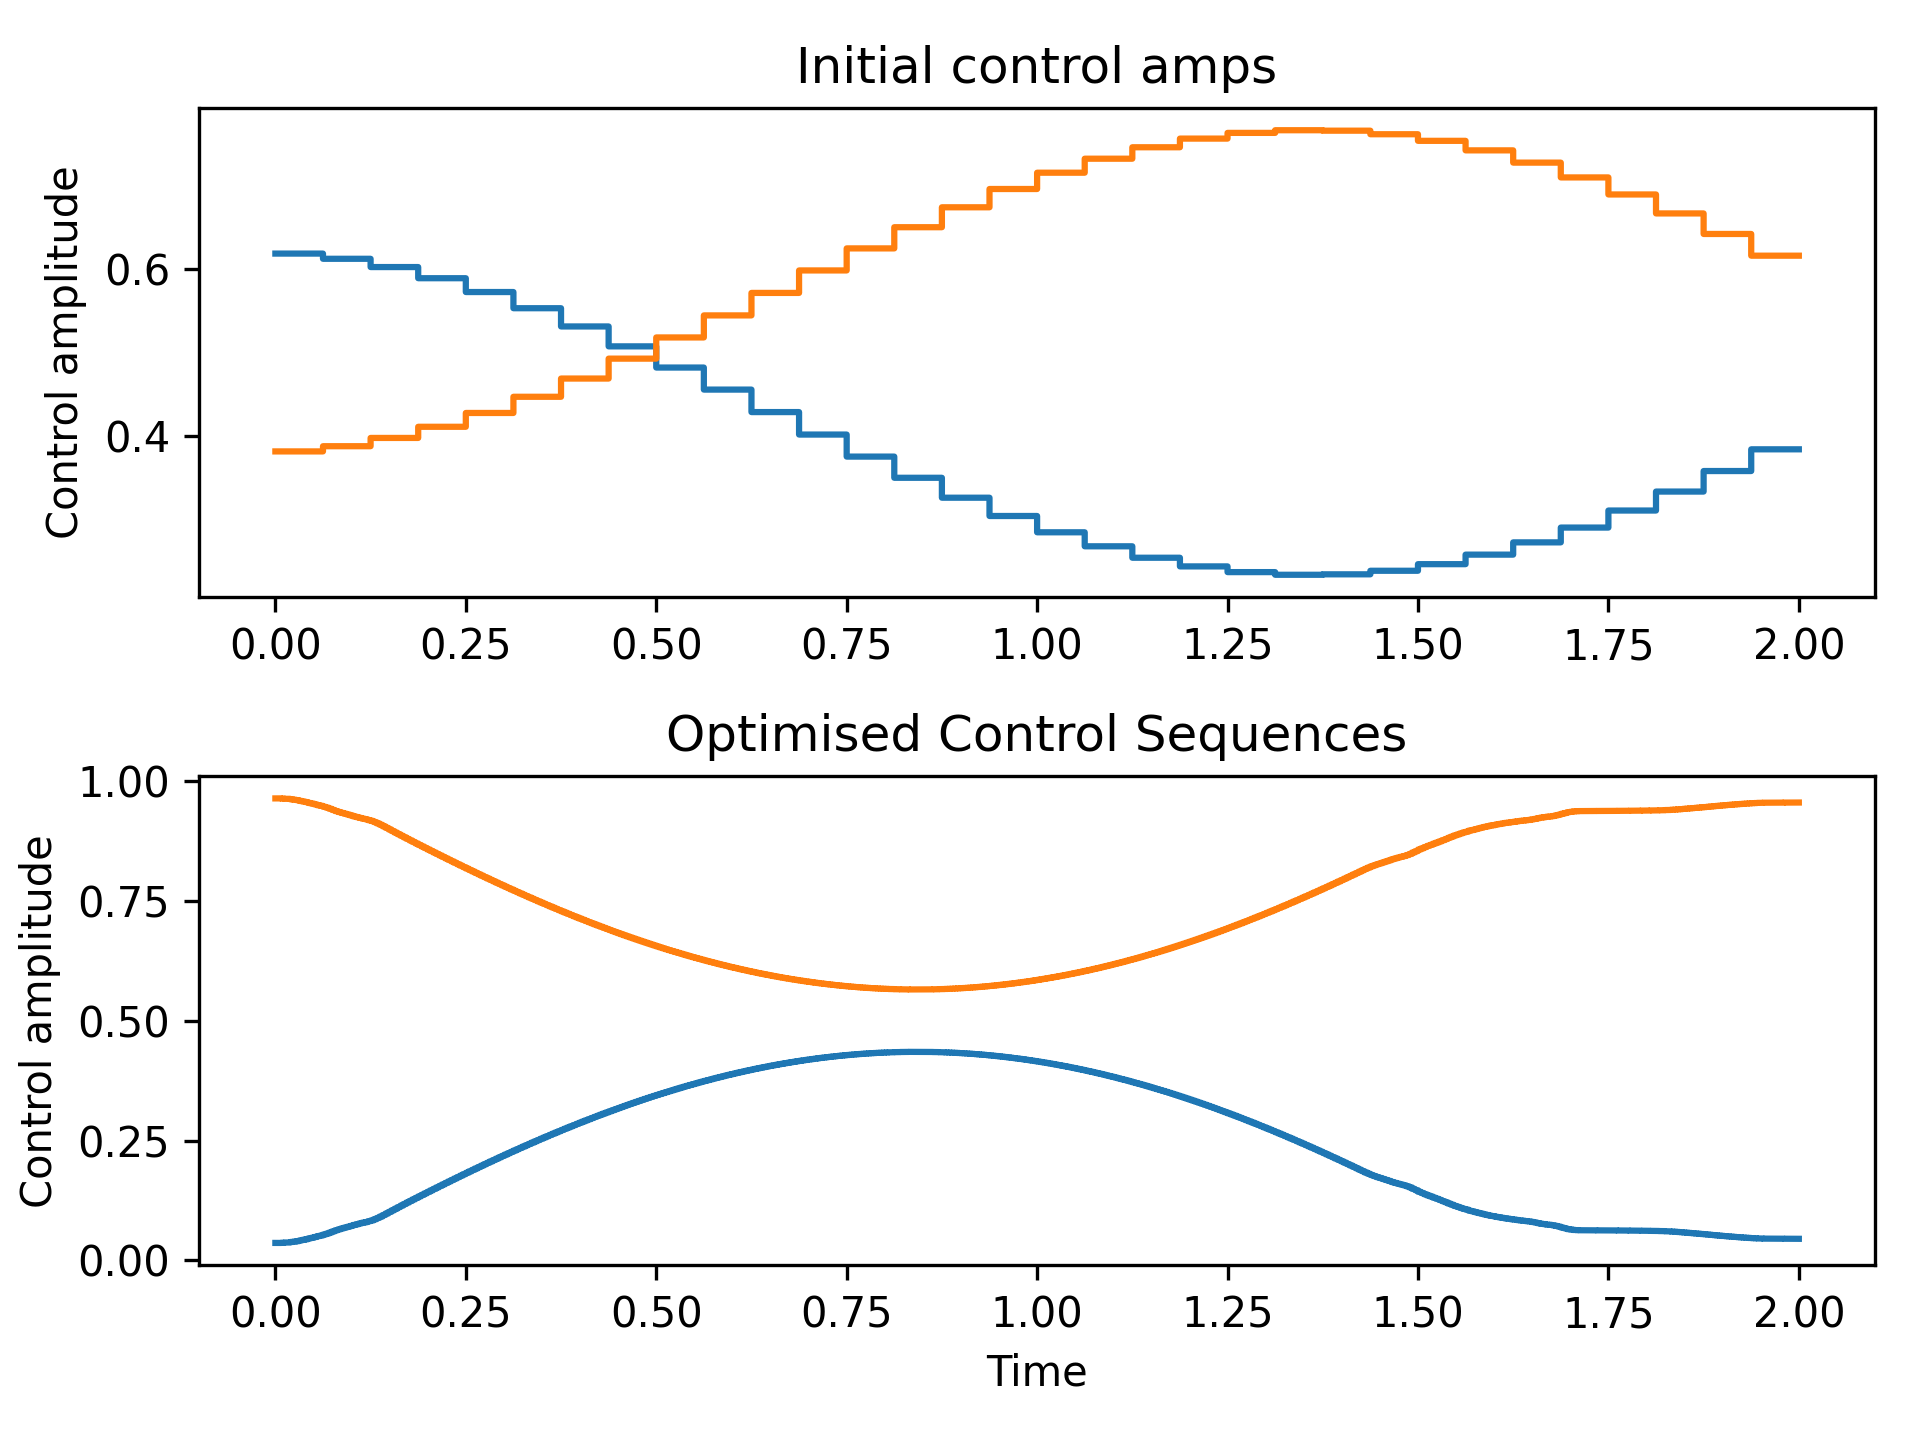 Initial control amps
Control amplitude
0.6
0.4
0.00 0.25 0.50 0.75 1.00 1.25 1.50 1.75 2.00
Optimised Control Sequences
Control amplitude
1.00
0.75
0.50
0.25
0.00
0.00 0.25 0.50 0.75 1.00 1.25 1.50 1.75 2.00
Time